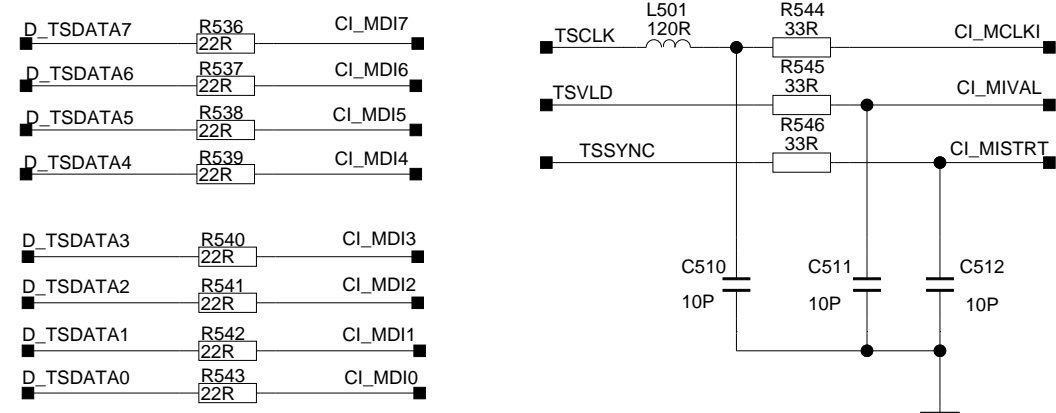 D_TSDATA7 R536 22R CI_MDI7
D_TSDATA6 R537 22R CI_MDI6
D_TSDATA5 R538 22R CI_MDI5
D_TSDATA4 R539 22R CI_MDI4
D_TSDATA3 R540 22R CI_MDI3
D_TSDATA2 R541 22R CI_MDI2
D_TSDATA1 R542 22R CI_MDI1
D_TSDATA0 R543 22R CI_MDI0
TSCLK L501 120R R544 33R CI_MCLKI
TSVLD R545 33R CI_MIVAL
TSSYNC R546 33R CI_MISTRT
C510 C511 C512
10P 10P 10P